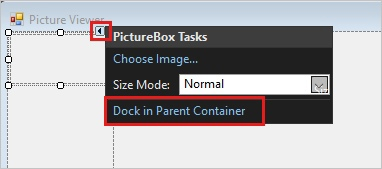 Picture Viewer
PictureBox Tasks
Choose Image...
Size Mode: Normal
Dock in Parent Container